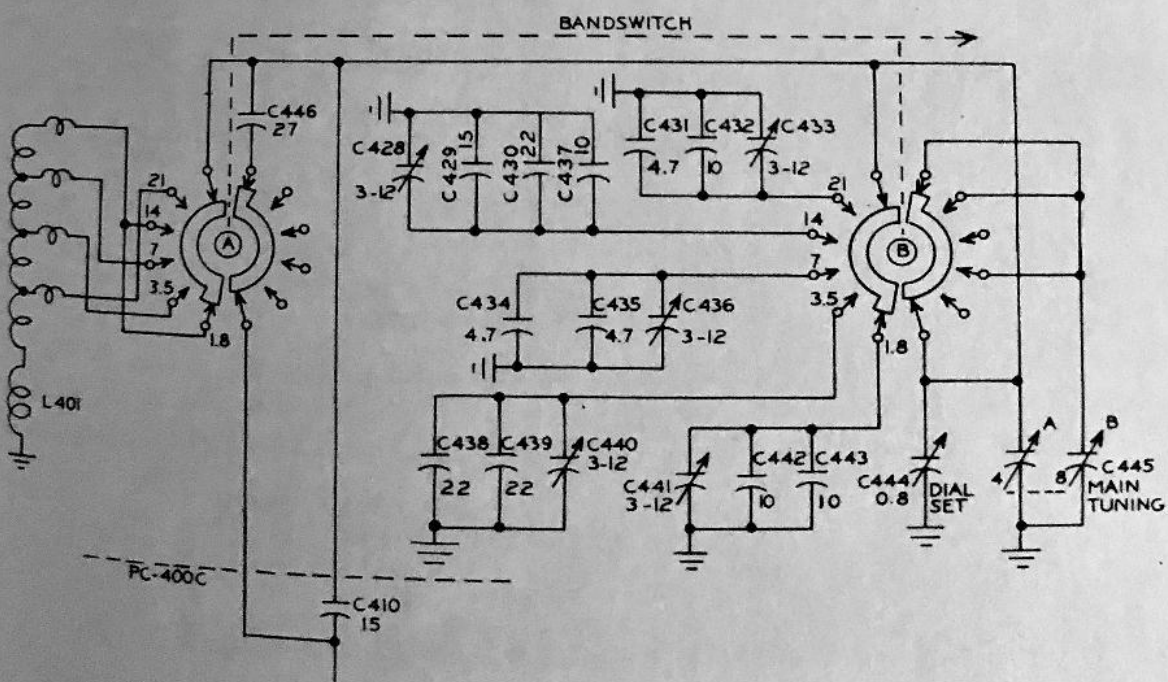 BANDSWITCH
C446
27
21
14
7
3.5
1.8
A
L401
C428
3-12
C429
15
C430
22
C437
10
C431
4.7
C432
10
C433
3-12
21
14
7
3.5
1.8
B
C434
4.7
C435
4.7
C436
3-12
C438
22
C439
22
C440
3-12
C441
3-12
C442
10
C443
10
C444
0.8
DIAL
SET
A
4
B
8
C445
MAIN
TUNING
PC-400C
C410
15